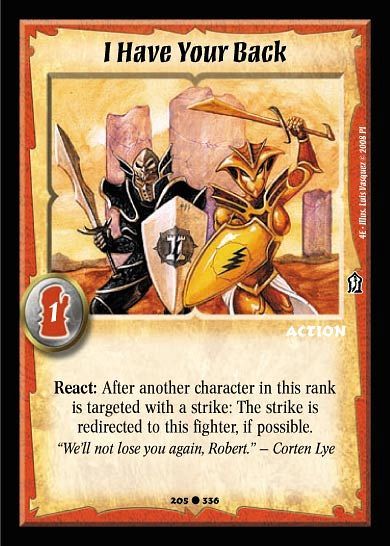 I Have Your Back
4E • Illus. Luis Vasquez © 2008 PI
1
ACTION
React: After another character in this rank
is targeted with a strike: The strike is
redirected to this fighter, if possible.
“We’ll not lose you again, Robert.” – Corten Lye
205 ● 336